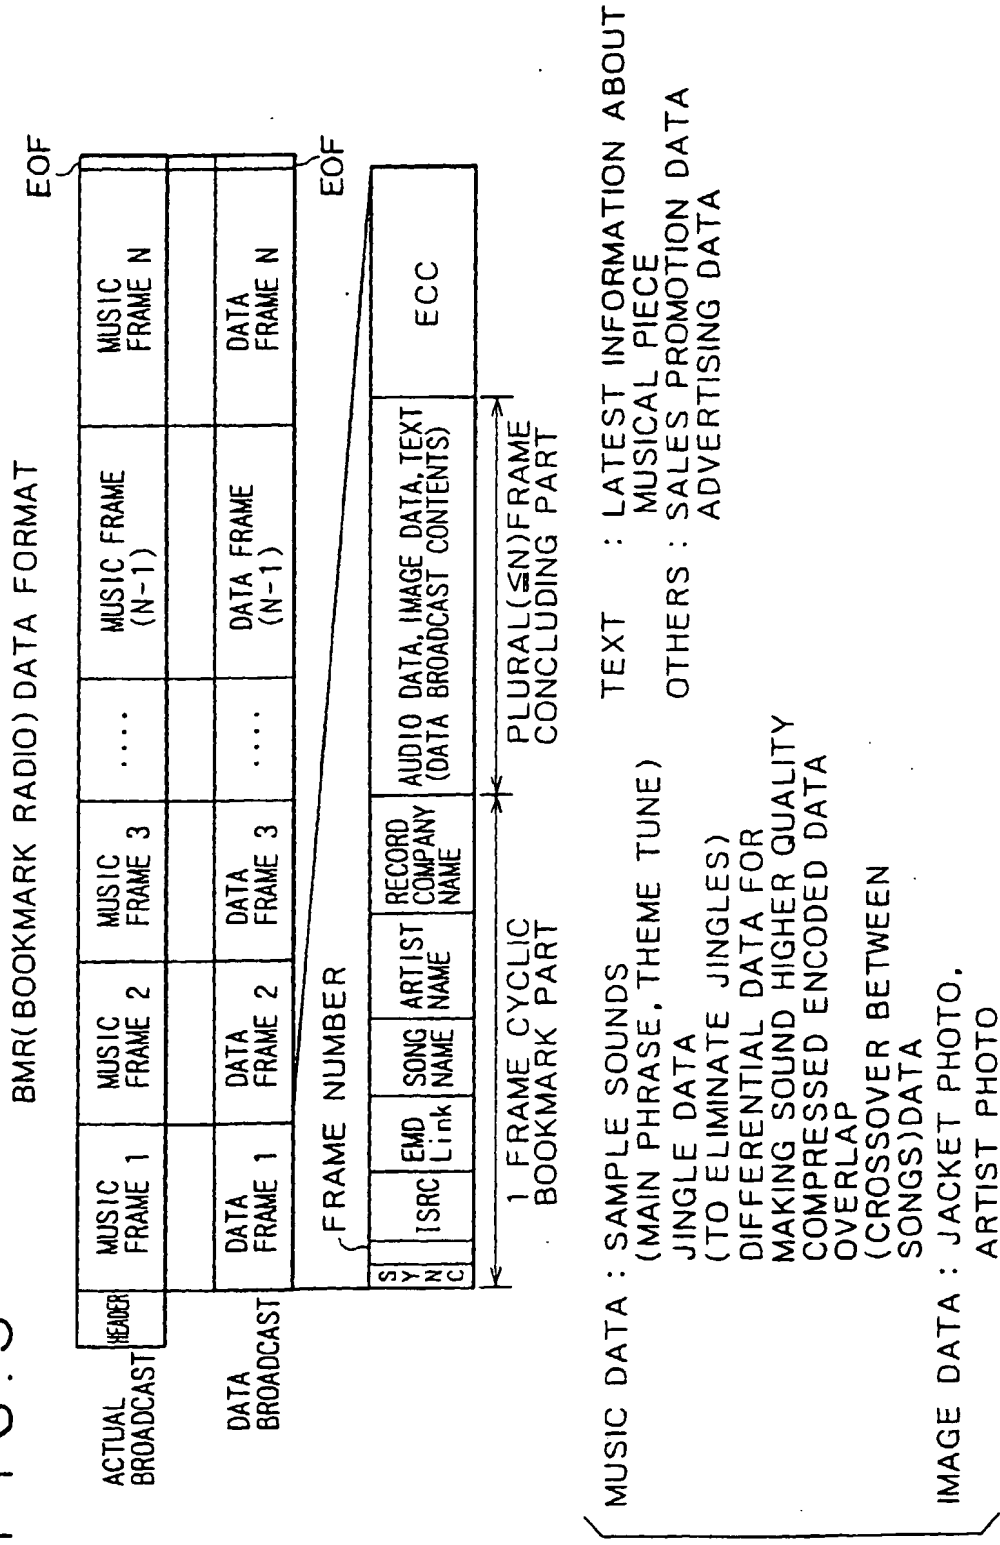 BMR(BOOKMARK RADIO) DATA FORMAT
EOF
ACTUAL
BROADCAST
HEADER
MUSIC
FRAME 1
MUSIC
FRAME 2
MUSIC
FRAME 3
....
MUSIC FRAME
(N-1)
MUSIC
FRAME N
DATA
BROADCAST
DATA
FRAME 1
DATA
FRAME 2
DATA
FRAME 3
....
DATA FRAME
(N-1)
DATA
FRAME N
EOF
FRAME NUMBER
SYNC
ISRC
EMD
Link
SONG
NAME
ARTIST
NAME
RECORD
COMPANY
NAME
AUDIO DATA, IMAGE DATA, TEXT
(DATA BROADCAST CONTENTS)
ECC
1 FRAME CYCLIC
BOOKMARK PART
PLURAL(≦N)FRAME
CONCLUDING PART
MUSIC DATA : SAMPLE SOUNDS
(MAIN PHRASE, THEME TUNE)
JINGLE DATA
(TO ELIMINATE JINGLES)
DIFFERENTIAL DATA FOR
MAKING SOUND HIGHER QUALITY
COMPRESSED ENCODED DATA
OVERLAP
(CROSSOVER BETWEEN
SONGS)DATA
IMAGE DATA : JACKET PHOTO,
ARTIST PHOTO
TEXT : LATEST INFORMATION ABOUT
MUSICAL PIECE
OTHERS : SALES PROMOTION DATA
ADVERTISING DATA